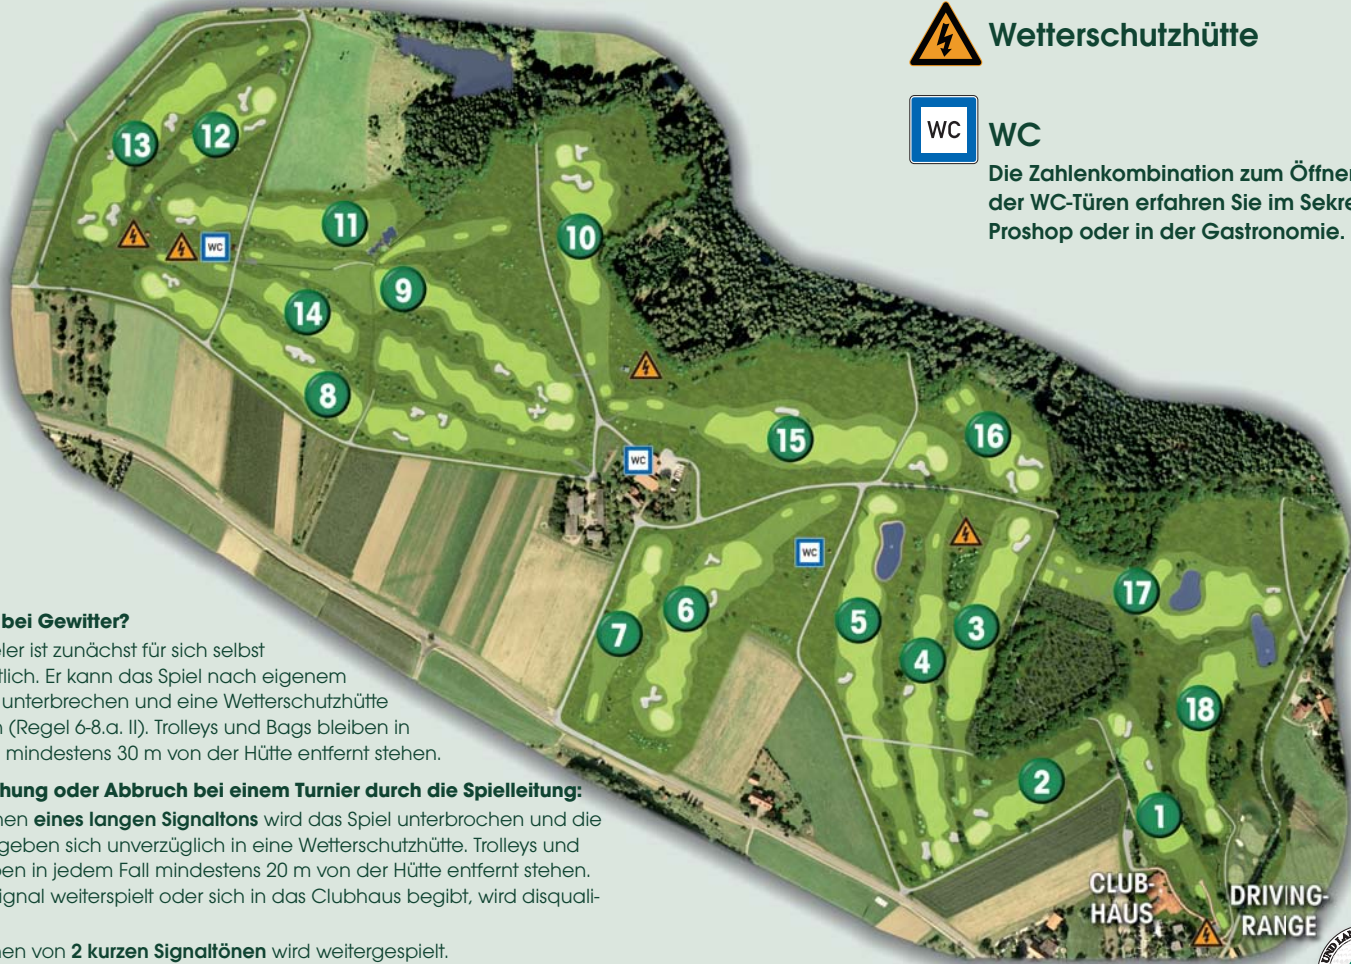 Wetterschutzhütte
WC
WC
Die Zahlenkombination zum Öffnen
der WC-Türen erfahren Sie im Sekre
Proshop oder in der Gastronomie.
13
12
11
10
WC
9
14
8
15
16
WC
WC
17
6
7
5
3
4
18
2
1
CLUB-
HAUS
DRIVING-
RANGE
bei Gewitter?
ler ist zunächst für sich selbst
tlich. Er kann das Spiel nach eigenem
unterbrechen und eine Wetterschutzhütte
(Regel 6-8.a. II). Trolleys und Bags bleiben in
mindestens 30 m von der Hütte entfernt stehen.
hung oder Abbruch bei einem Turnier durch die Spielleitung:
nen eines langen Signaltons wird das Spiel unterbrochen und die
geben sich unverzüglich in eine Wetterschutzhütte. Trolleys und
en in jedem Fall mindestens 20 m von der Hütte entfernt stehen.
ignal weiterspielt oder sich in das Clubhaus begibt, wird disquali-
nen von 2 kurzen Signaltönen wird weitergespielt.
UND LAN